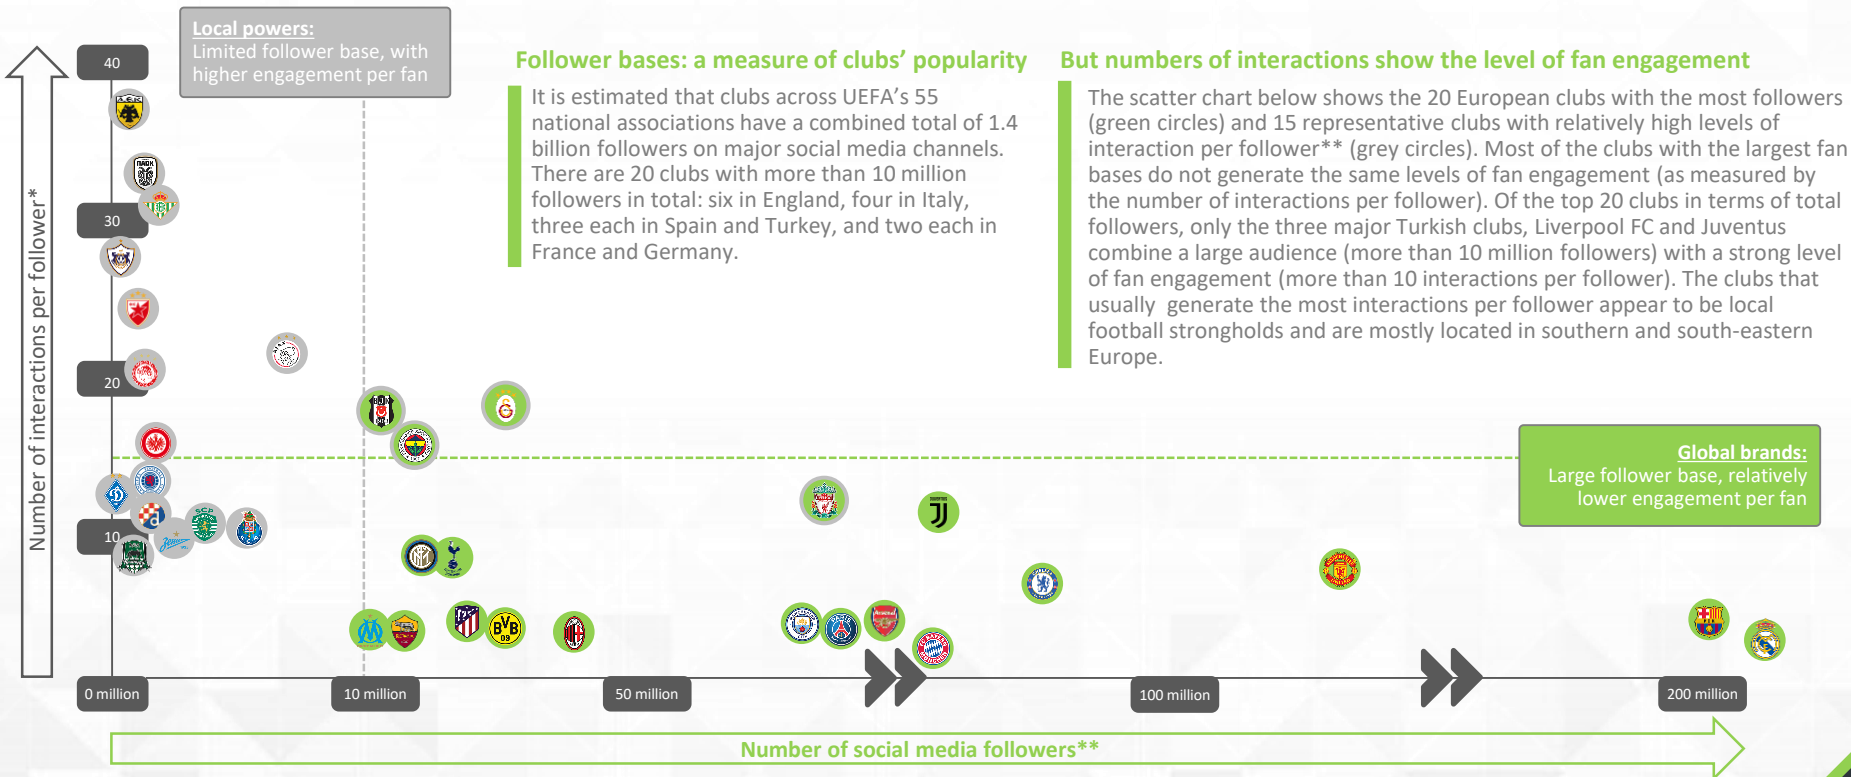 Local powers:
Limited follower base, with
higher engagement per fan
Follower bases: a measure of clubs' popularity
It is estimated that clubs across UEFA's 55
national associations have a combined total of 1.4
billion followers on major social media channels.
There are 20 clubs with more than 10 million
followers in total: six in England, four in Italy,
three each in Spain and Turkey, and two each in
France and Germany.
But numbers of interactions show the level of fan engagement
The scatter chart below shows the 20 European clubs with the most followers
(green circles) and 15 representative clubs with relatively high levels of
interaction per follower** (grey circles). Most of the clubs with the largest fan
bases do not generate the same levels of fan engagement (as measured by
the number of interactions per follower). Of the top 20 clubs in terms of total
followers, only the three major Turkish clubs, Liverpool FC and Juventus
combine a large audience (more than 10 million followers) with a strong level
of fan engagement (more than 10 interactions per follower). The clubs that
usually generate the most interactions per follower appear to be local
football strongholds and are mostly located in southern and south-eastern
Europe.
Number of interactions per follower*
40
30
20
10
Global brands:
Large follower base, relatively
lower engagement per fan
0 million
10 million
50 million
100 million
200 million
Number of social media followers**